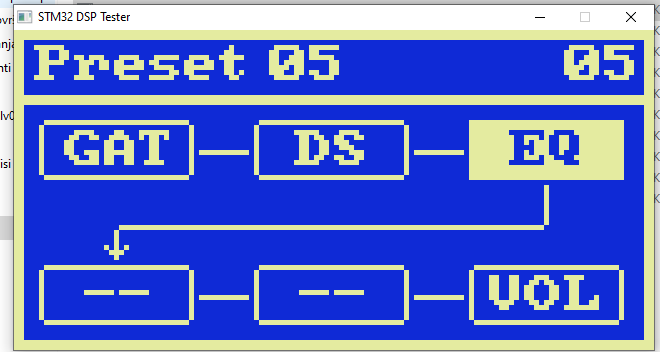 STM32 DSP Tester
Preset 05 05
GAT DS EQ
-- -- VOL